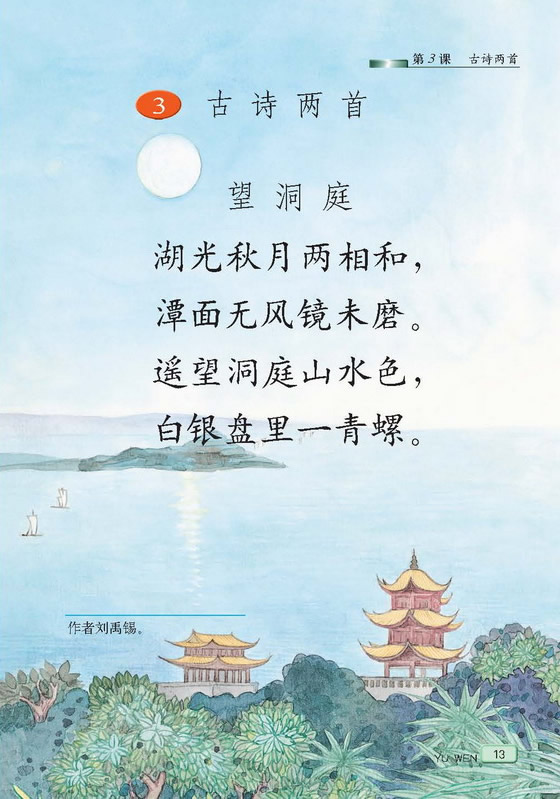 第3课 古诗两首
3 古诗两首
望洞庭
湖光秋月两相和，
潭面无风镜未磨。
遥望洞庭山水色，
白银盘里一青螺。
作者刘禹锡。
YU WEN 13